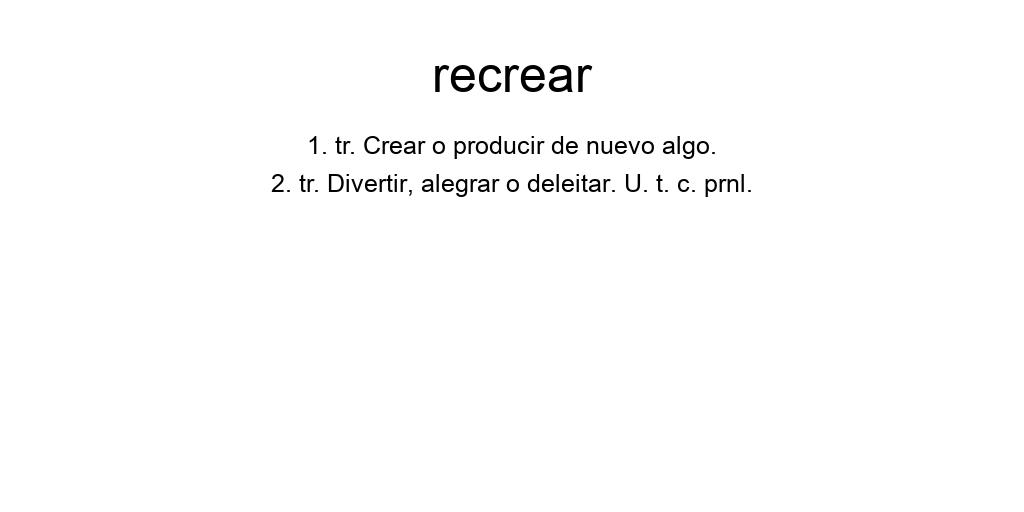 recrear
1. tr. Crear o producir de nuevo algo.
2. tr. Divertir, alegrar o deleitar. U. t. c. prnl.